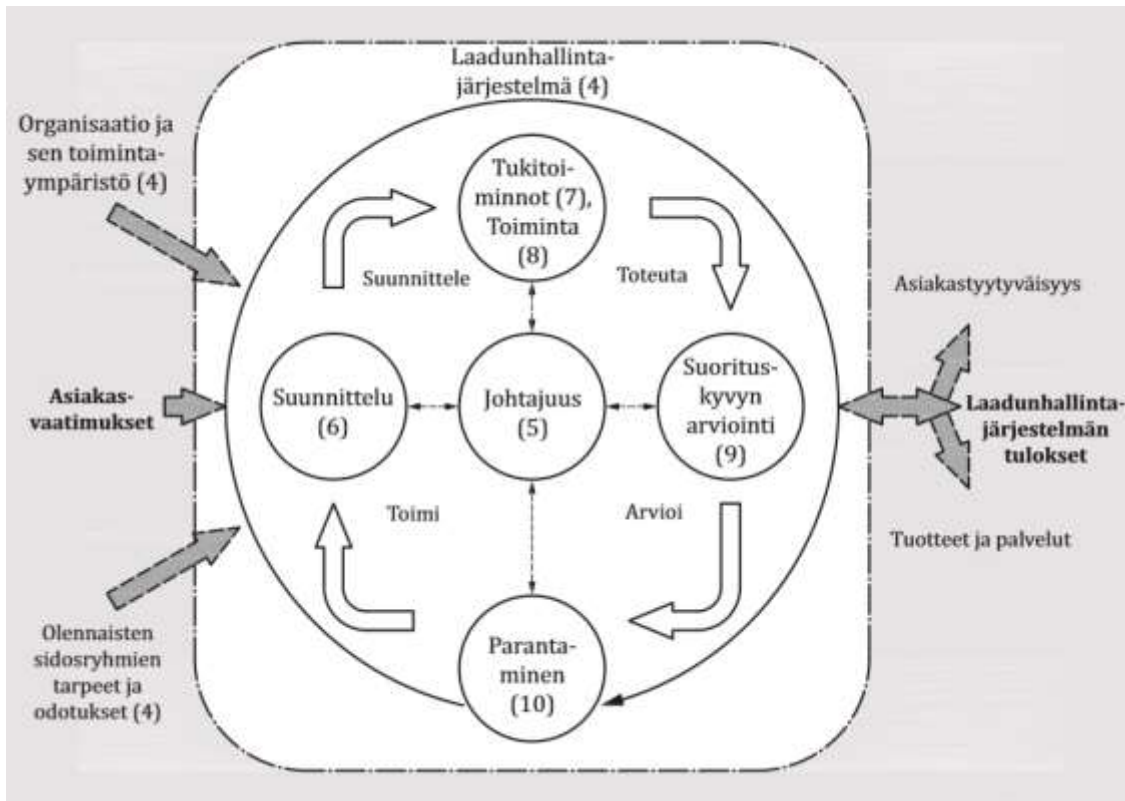 Laadunhallinta-
järjestelmä (4)
Organisaatio ja
sen toiminta-
ympäristö (4)
Tukitoi-
minnot (7),
Toiminta
(8)
Suunnittele
Toteuta
Asiakastyytyväisyys
Asiakas-
vaatimukset
Suunnittelu
(6)
Johtajuus
(5)
Suoritus-
kyvyn
arviointi
(9)
Laadunhallinta-
järjestelmän
tulokset
Toimi
Arvioi
Tuotteet ja palvelut
Olennaisten
sidosryhmien
tarpeet ja
odotukset (4)
Paranta-
minen
(10)